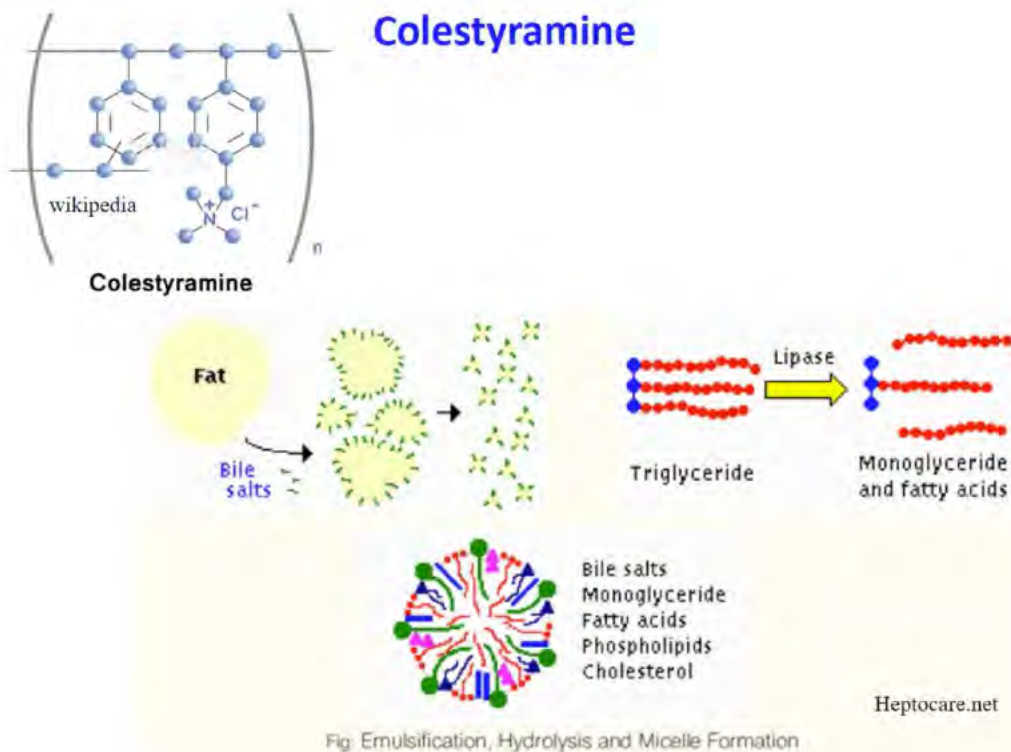 Colestyramine
+
N
Cl⁻
wikipedia
n
Colestyramine
Fat
Bile
salts
Lipase
Triglyceride
Monoglyceride
and fatty acids
Bile salts
Monoglyceride
Fatty acids
Phospholipids
Cholesterol
Heptocare.net
Fig: Emulsification, Hydrolysis and Micelle Formation